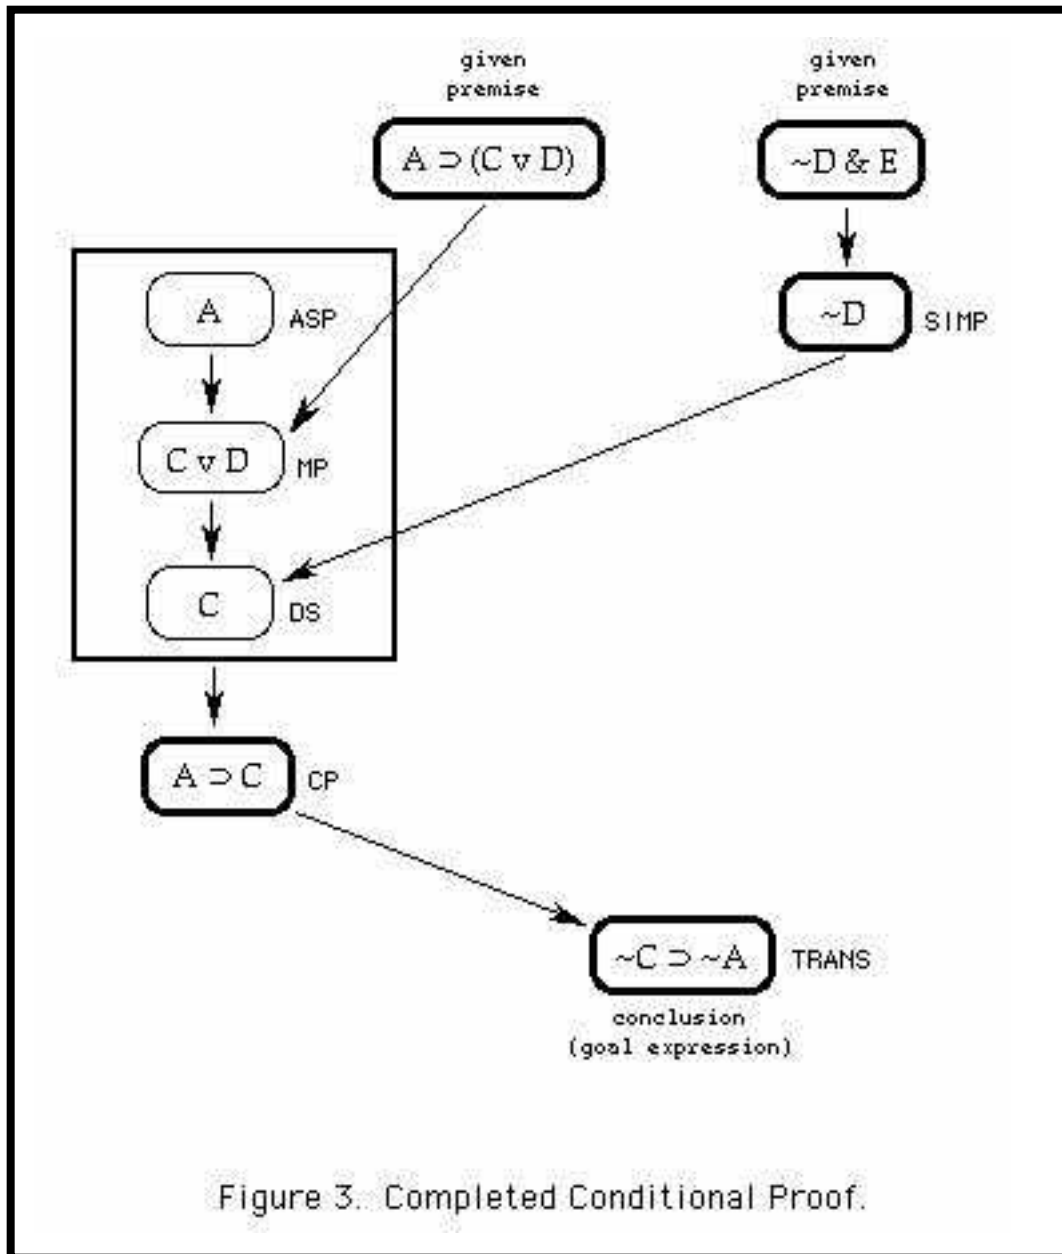 given
premise
given
premise
A ⊃ (C v D)
~D & E
A
ASP
~D
SIMP
C v D
MP
C
DS
A ⊃ C
CP
~C ⊃ ~A
TRANS
conclusion
(goal expression)
Figure 3. Completed Conditional Proof.